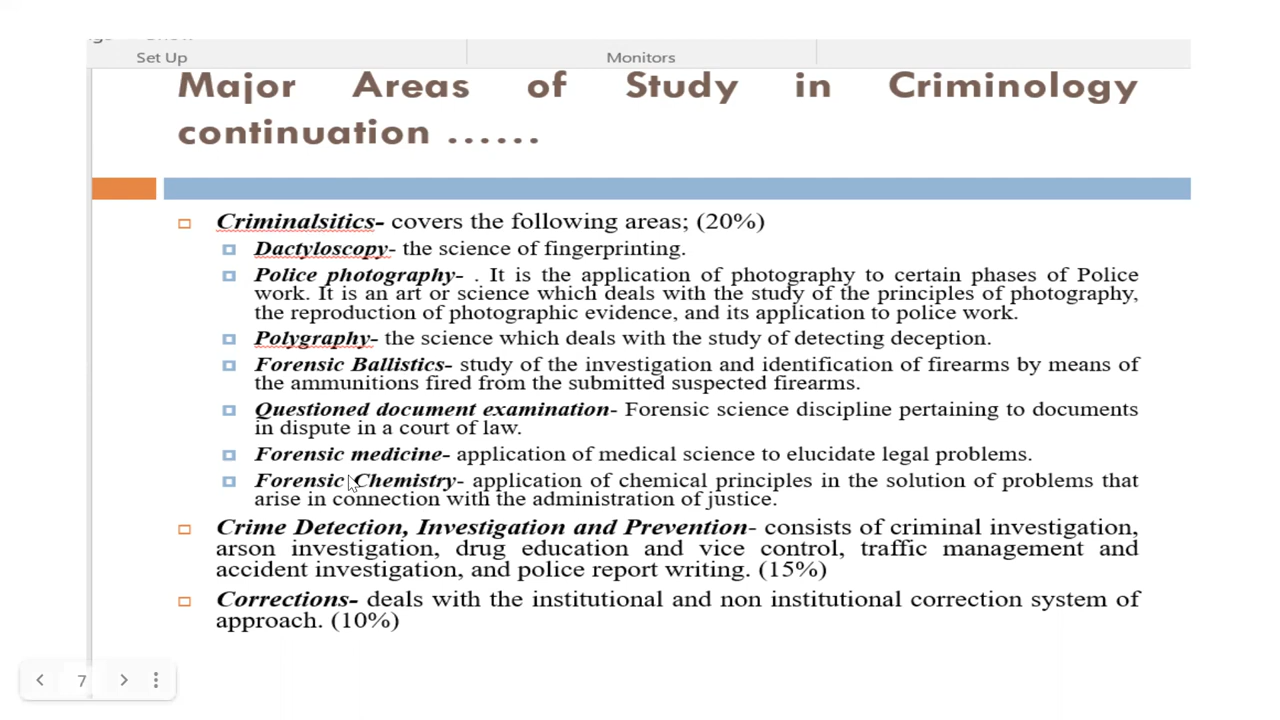 Set Up
Monitors
Major Areas of Study in Criminology
continuation ......
Criminalsitics- covers the following areas; (20%)
Dactyloscopy- the science of fingerprinting.
Police photography- . It is the application of photography to certain phases of Police
work. It is an art or science which deals with the study of the principles of photography,
the reproduction of photographic evidence, and its application to police work.
Polygraphy- the science which deals with the study of detecting deception.
Forensic Ballistics- study of the investigation and identification of firearms by means of
the ammunitions fired from the submitted suspected firearms.
Questioned document examination- Forensic science discipline pertaining to documents
in dispute in a court of law.
Forensic medicine- application of medical science to elucidate legal problems.
Forensic Chemistry- application of chemical principles in the solution of problems that
arise in connection with the administration of justice.
Crime Detection, Investigation and Prevention- consists of criminal investigation,
arson investigation, drug education and vice control, traffic management and
accident investigation, and police report writing. (15%)
Corrections- deals with the institutional and non institutional correction system of
approach. (10%)
7